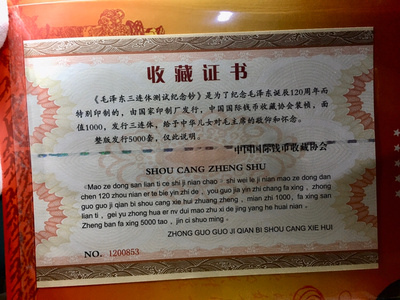 收藏证书
《毛泽东三连体测试纪念钞》是为了纪念毛泽东诞辰120周年而
特别印制的，由国家印制厂发行，中国国际钱币收藏协会装帧，面
值1000，发行三连体，给予中华儿女对毛主席的敬仰和怀念。
整版发行5000套，仅此说明。
中国国际钱币收藏协会
SHOU CANG ZHENG SHU
《Mao ze dong san lian ti ce shi ji nian chao 》shi wei le ji nian mao ze dong dan
chen 120 zhou nian er te bie yin zhi de ，you guo jia yin zhi chang fa xing ，zhong
guo guo ji qian bi shou cang xie hui zhuang zheng ，mian zhi 1000，fa xing san
lian ti ，gei yu zhong hua er nv dui mao zhu xi de jing yang he huai nian .
Zheng ban fa xing 5000 tao ，jin ci shuo ming .
ZHONG GUO GUO JI QIAN BI SHOU CANG XIE HUI
NO. 1200853